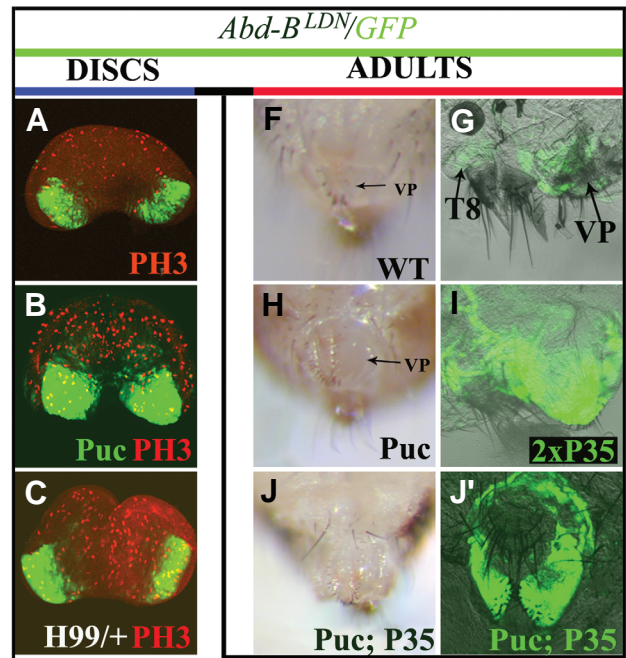 Abd-B LDN/GFP
DISCS ADULTS
A F G
VP T8 VP
PH3 WT
B H I
VP
Puc PH3 Puc 2xP35
C J J'
H99/+ PH3 Puc; P35 Puc; P35